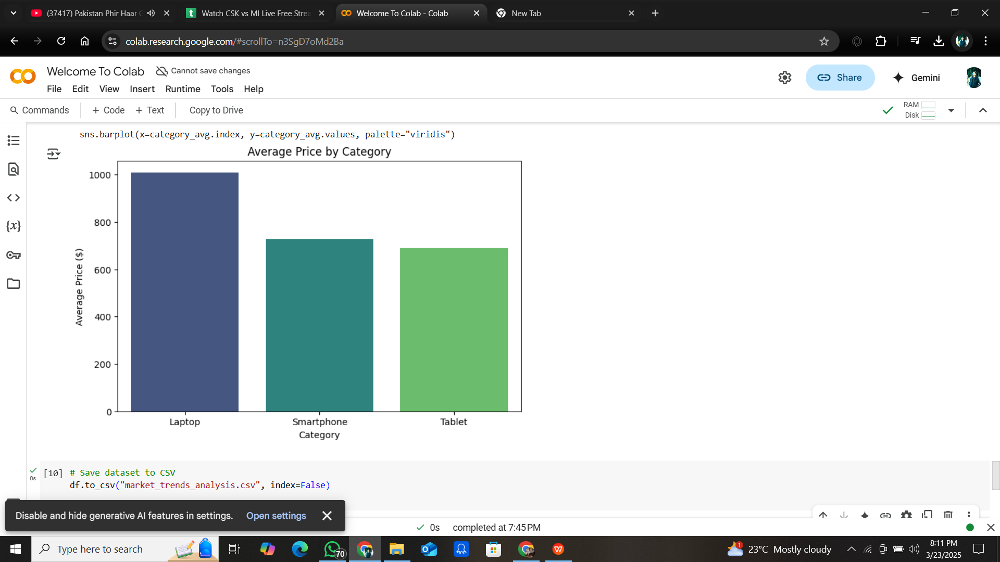 (37417) Pakistan Phir Haar
Watch CSK vs MI Live Free Strea
Welcome To Colab - Colab
New Tab
colab.research.google.com/#scrollTo=n3SgD7oMd2Ba
Welcome To Colab
Cannot save changes
File Edit View Insert Runtime Tools Help
Share
Gemini
Commands
+ Code + Text
Copy to Drive
RAM
Disk
sns.barplot(x=category_avg.index, y=category_avg.values, palette="viridis")
Average Price by Category
1000
800
600
400
200
0
Average Price ($)
Laptop Smartphone Tablet
Category
0s
[10] # Save dataset to CSV
df.to_csv("market_trends_analysis.csv", index=False)
Disable and hide generative AI features in settings. Open settings
0s completed at 7:45 PM
Type here to search
70
1
23°C Mostly cloudy
8:11 PM
3/23/2025